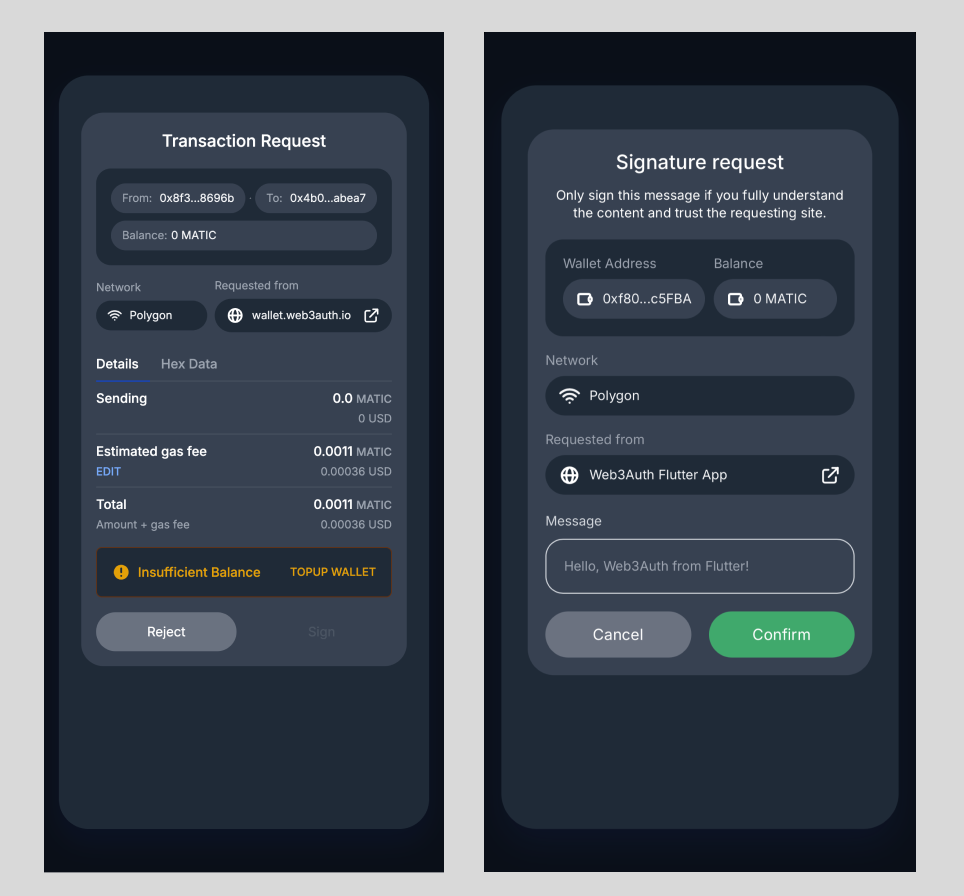 Transaction Request
From: 0x8f3...8696b · To: 0x4b0...abea7
Balance: 0 MATIC
Network
Requested from
Polygon
wallet.web3auth.io
Details
Hex Data
Sending 0.0 MATIC
0 USD
Estimated gas fee 0.0011 MATIC
EDIT 0.00036 USD
Total 0.0011 MATIC
Amount + gas fee 0.00036 USD
Insufficient Balance TOPUP WALLET
Reject
Sign
Signature request
Only sign this message if you fully understand
the content and trust the requesting site.
Wallet Address
Balance
0xf80...c5FBA
0 MATIC
Network
Polygon
Requested from
Web3Auth Flutter App
Message
Hello, Web3Auth from Flutter!
Cancel
Confirm